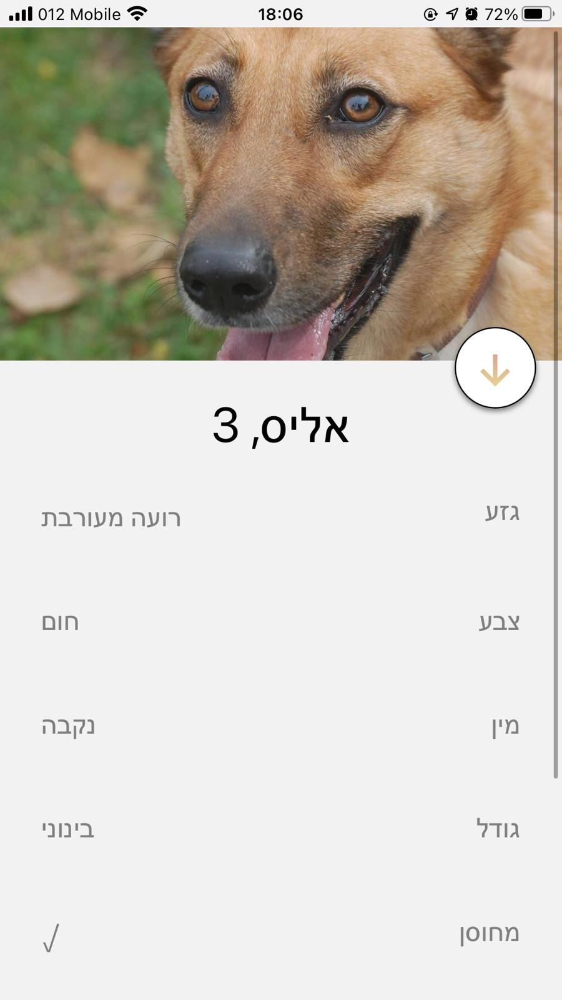 012 Mobile 18:06 72%
אליס, 3
גזע רועה מעורבת
צבע חום
מין נקבה
גודל בינוני
מחוסן √